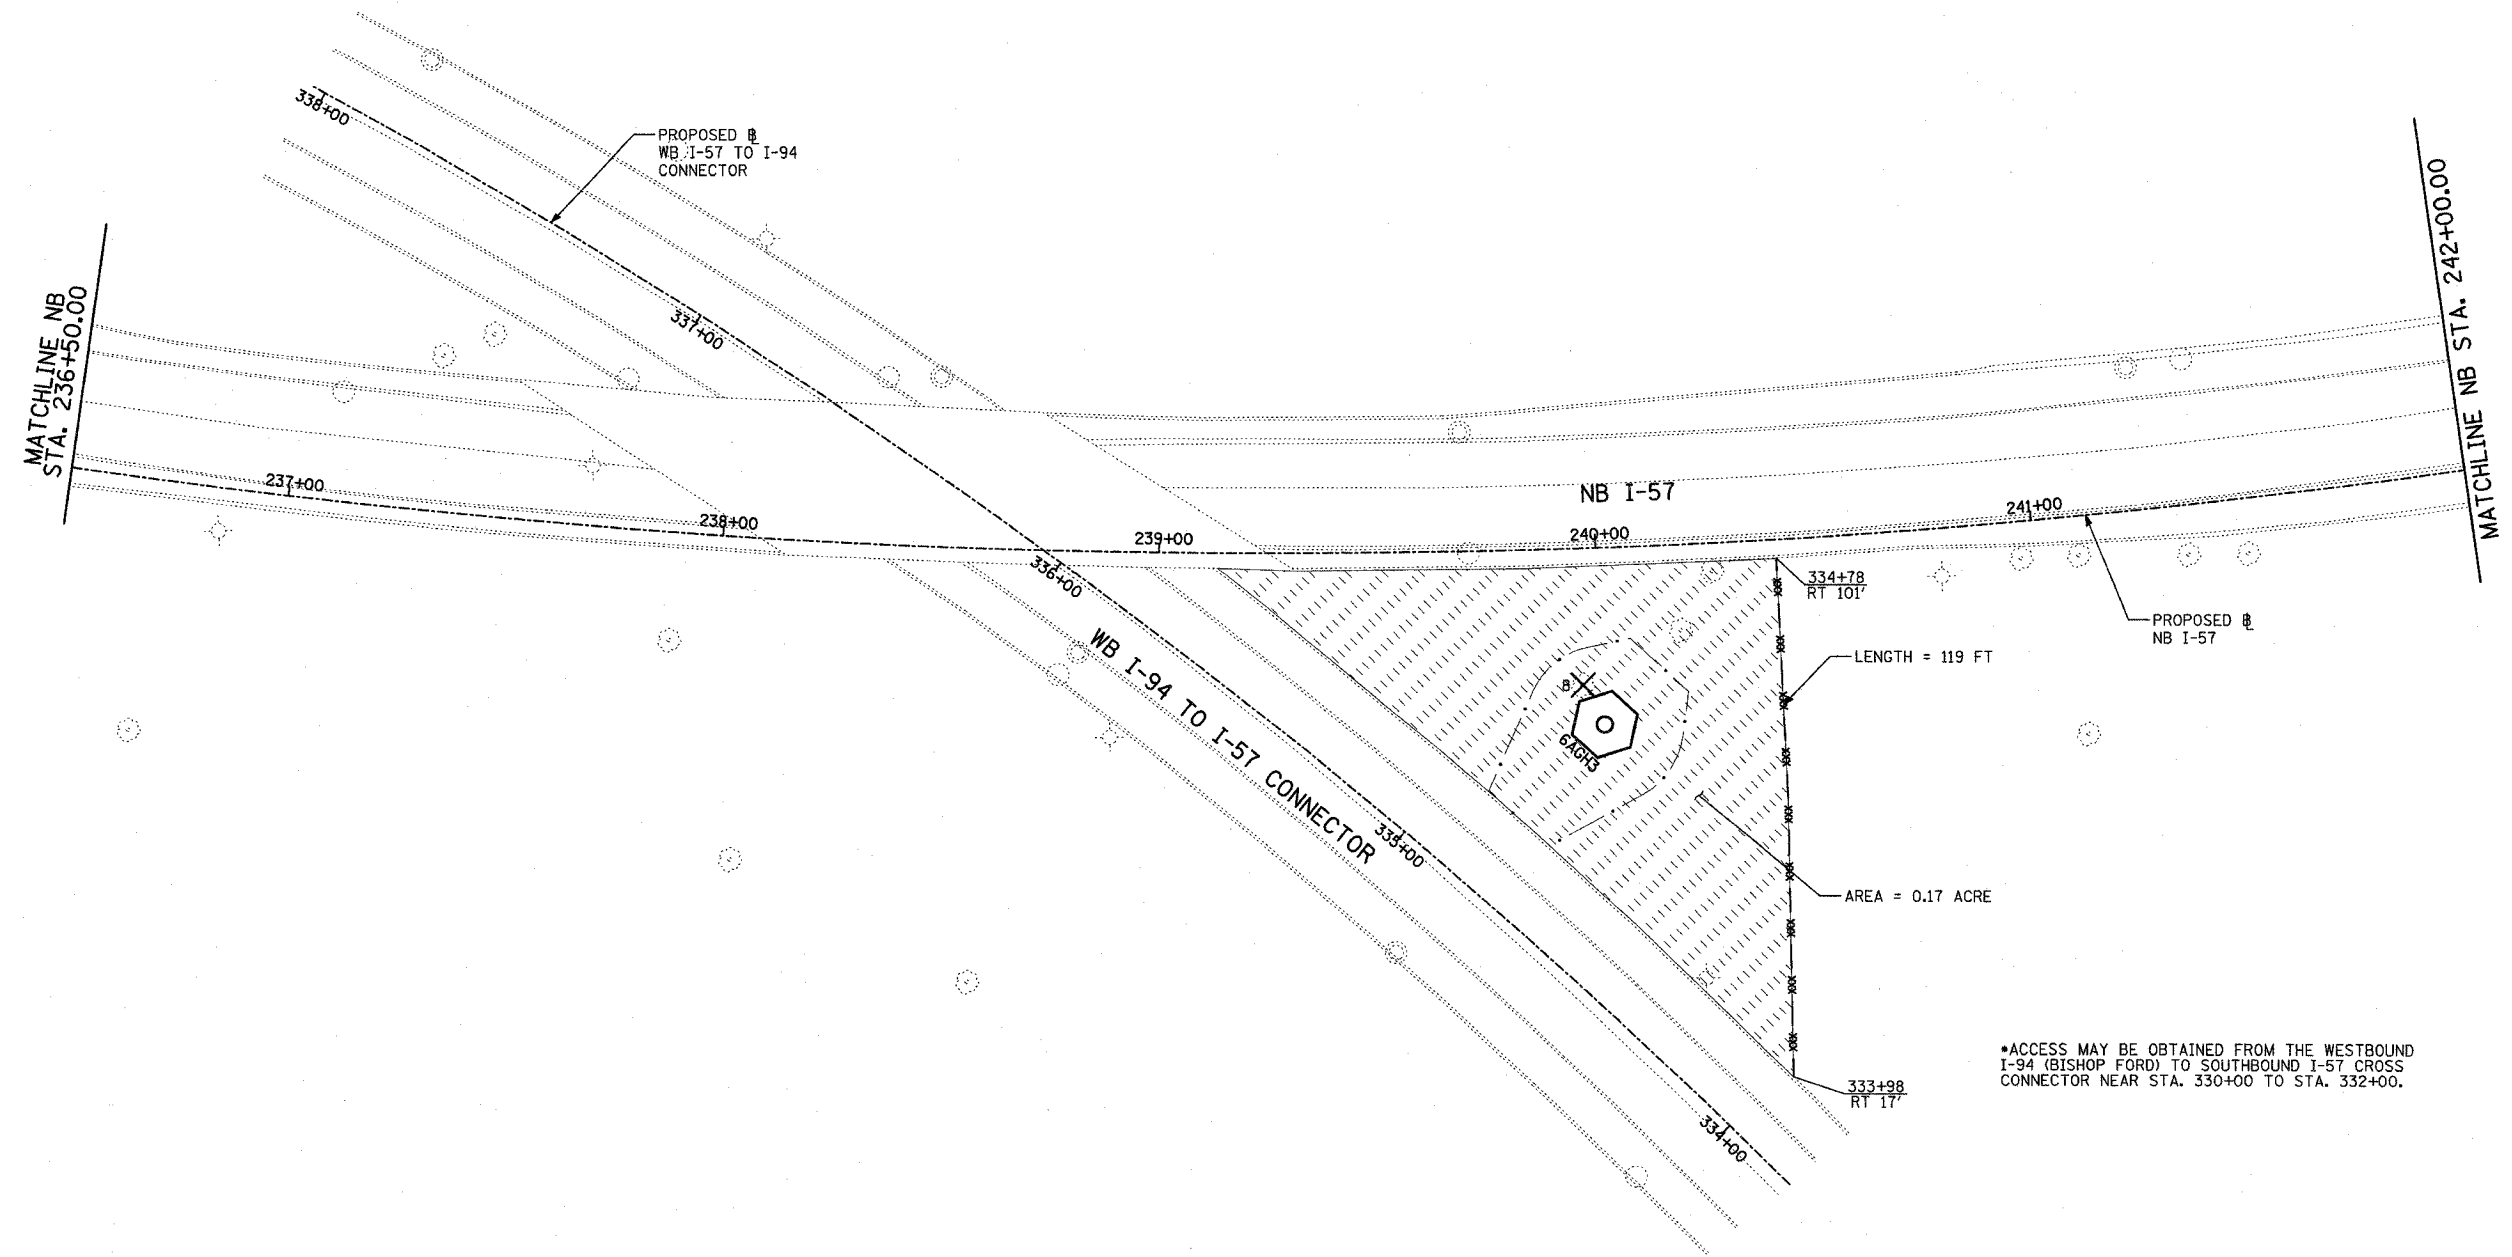 338+00
PROPOSED ⅊
WB I-57 TO I-94
CONNECTOR
MATCHLINE NB
STA. 236+50.00
MATCHLINE NB STA. 242+00.00
337+00
237+00
238+00
239+00
240+00
241+00
NB I-57
336+00
334+78
RT 101'
PROPOSED ⅊
NB I-57
LENGTH = 119 FT
WB I-94 TO I-57 CONNECTOR
8
6AGH3
335+00
AREA = 0.17 ACRE
333+98
RT 17'
334+00
*ACCESS MAY BE OBTAINED FROM THE WESTBOUND
I-94 (BISHOP FORD) TO SOUTHBOUND I-57 CROSS
CONNECTOR NEAR STA. 330+00 TO STA. 332+00.